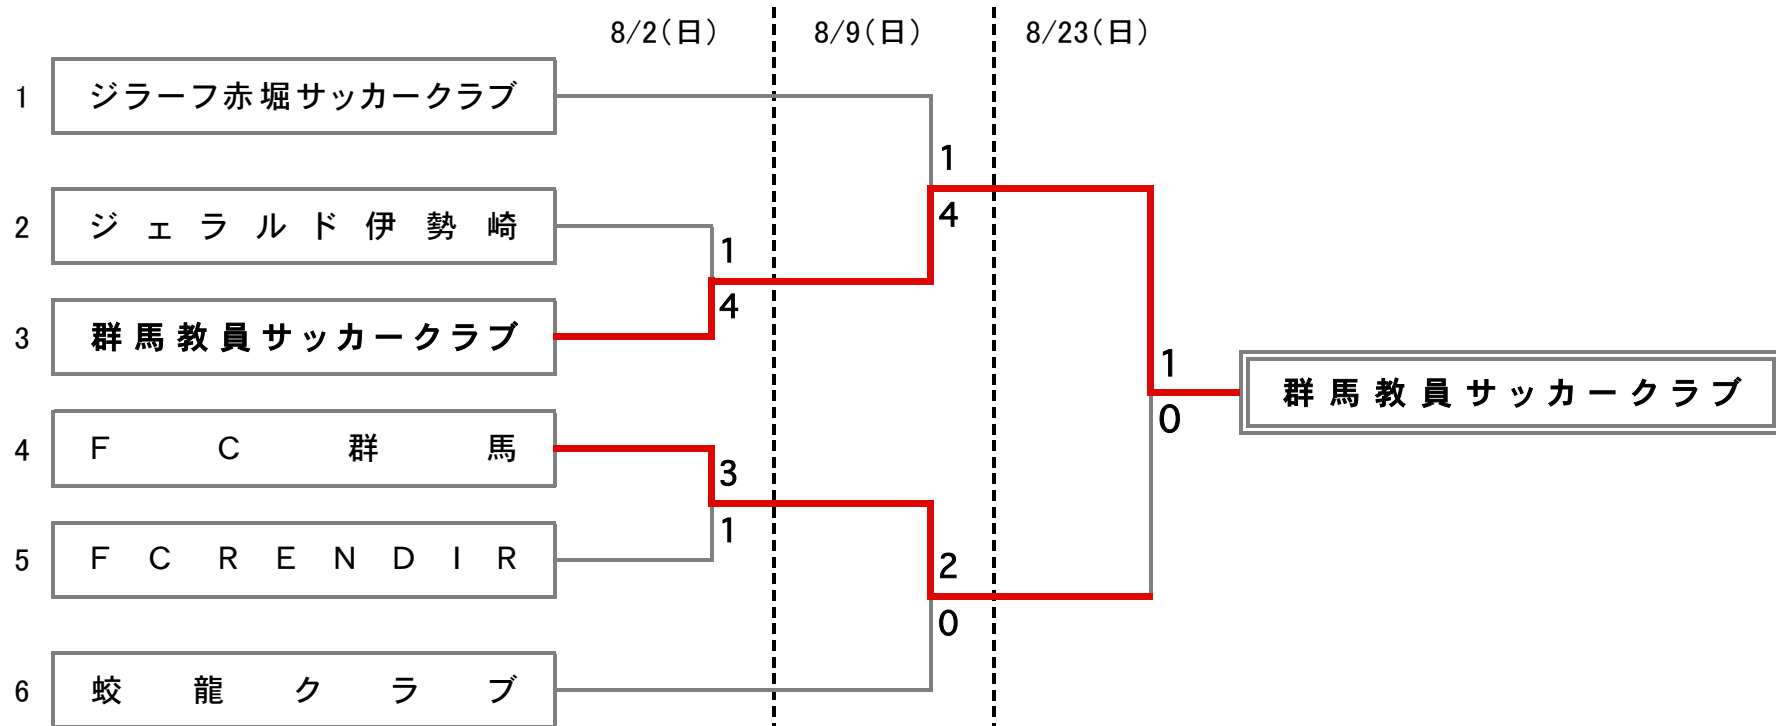 8/2(日) 8/9(日) 8/23(日)
1 ジラーフ赤堀サッカークラブ
1
2 ジェラルド伊勢崎
4
1
4
3 群馬教員サッカークラブ
1
群馬教員サッカークラブ
0
4 FC群馬
3
1
5 FCRENDIR
2
0
6 蛟龍クラブ